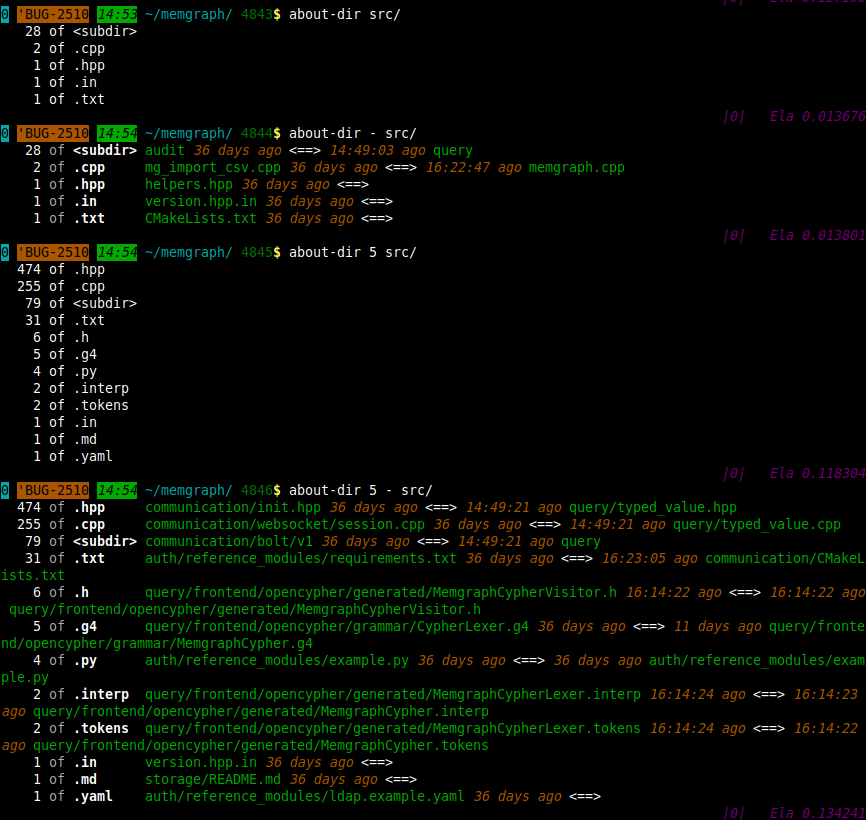 0 'BUG-2510 14:53 ~/memgraph/ 4843$ about-dir src/
28 of <subdir>
2 of .cpp
1 of .hpp
1 of .in
1 of .txt
|0| Ela 0.013676
0 'BUG-2510 14:54 ~/memgraph/ 4844$ about-dir - src/
28 of <subdir> audit 36 days ago <==> 14:49:03 ago query
2 of .cpp mg_import_csv.cpp 36 days ago <==> 16:22:47 ago memgraph.cpp
1 of .hpp helpers.hpp 36 days ago <==>
1 of .in version.hpp.in 36 days ago <==>
1 of .txt CMakeLists.txt 36 days ago <==>
|0| Ela 0.013801
0 'BUG-2510 14:54 ~/memgraph/ 4845$ about-dir 5 src/
474 of .hpp
255 of .cpp
79 of <subdir>
31 of .txt
6 of .h
5 of .g4
4 of .py
2 of .interp
2 of .tokens
1 of .in
1 of .md
1 of .yaml
|0| Ela 0.118304
0 'BUG-2510 14:54 ~/memgraph/ 4846$ about-dir 5 - src/
474 of .hpp communication/init.hpp 36 days ago <==> 14:49:21 ago query/typed_value.hpp
255 of .cpp communication/websocket/session.cpp 36 days ago <==> 14:49:21 ago query/typed_value.cpp
79 of <subdir> communication/bolt/v1 36 days ago <==> 14:49:21 ago query
31 of .txt auth/reference_modules/requirements.txt 36 days ago <==> 16:23:05 ago communication/CMakeL
ists.txt
6 of .h query/frontend/opencypher/generated/MemgraphCypherVisitor.h 16:14:22 ago <==> 16:14:22 ago
query/frontend/opencypher/generated/MemgraphCypherVisitor.h
5 of .g4 query/frontend/opencypher/grammar/CypherLexer.g4 36 days ago <==> 11 days ago query/fronte
nd/opencypher/grammar/MemgraphCypher.g4
4 of .py auth/reference_modules/example.py 36 days ago <==> 36 days ago auth/reference_modules/exam
ple.py
2 of .interp query/frontend/opencypher/generated/MemgraphCypherLexer.interp 16:14:24 ago <==> 16:14:23
ago query/frontend/opencypher/generated/MemgraphCypher.interp
2 of .tokens query/frontend/opencypher/generated/MemgraphCypherLexer.tokens 16:14:24 ago <==> 16:14:22
ago query/frontend/opencypher/generated/MemgraphCypher.tokens
1 of .in version.hpp.in 36 days ago <==>
1 of .md storage/README.md 36 days ago <==>
1 of .yaml auth/reference_modules/ldap.example.yaml 36 days ago <==>
|0| Ela 0.134241